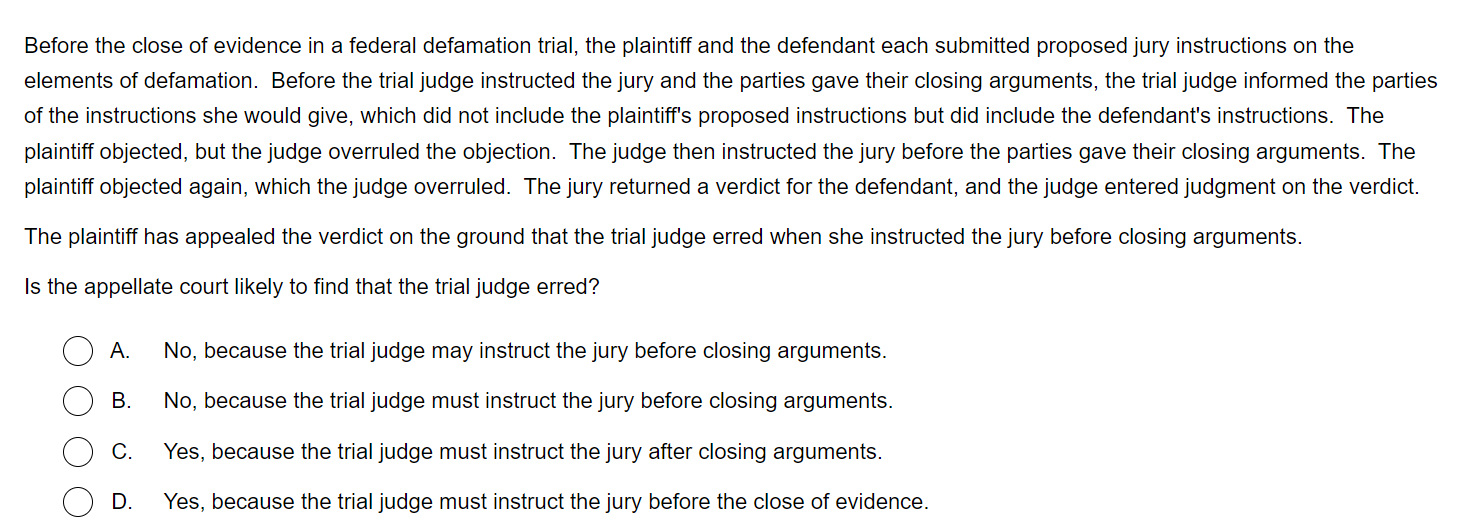 Before the close of evidence in a federal defamation trial, the plaintiff and the defendant each submitted proposed jury instructions on the
elements of defamation.  Before the trial judge instructed the jury and the parties gave their closing arguments, the trial judge informed the parties
of the instructions she would give, which did not include the plaintiff's proposed instructions but did include the defendant's instructions.  The
plaintiff objected, but the judge overruled the objection.  The judge then instructed the jury before the parties gave their closing arguments.  The
plaintiff objected again, which the judge overruled.  The jury returned a verdict for the defendant, and the judge entered judgment on the verdict.
The plaintiff has appealed the verdict on the ground that the trial judge erred when she instructed the jury before closing arguments.
Is the appellate court likely to find that the trial judge erred?
A. No, because the trial judge may instruct the jury before closing arguments.
B. No, because the trial judge must instruct the jury before closing arguments.
C. Yes, because the trial judge must instruct the jury after closing arguments.
D. Yes, because the trial judge must instruct the jury before the close of evidence.